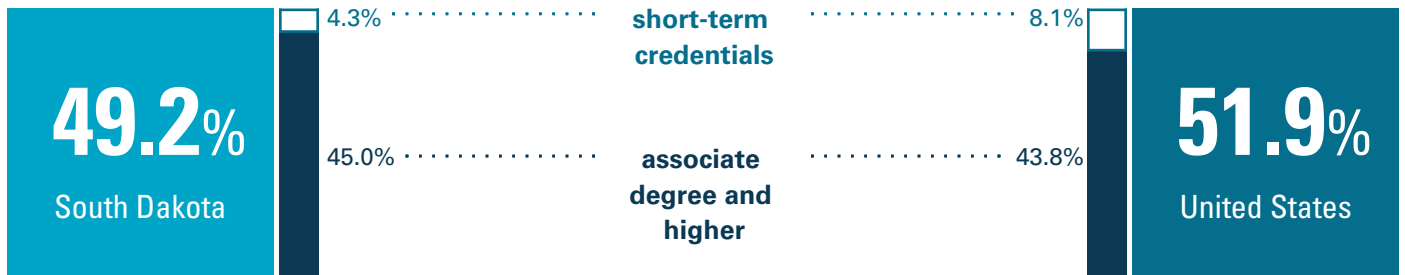 49.2%
South Dakota
4.3%
45.0%
short-term
credentials
associate
degree and
higher
8.1%
43.8%
51.9%
United States